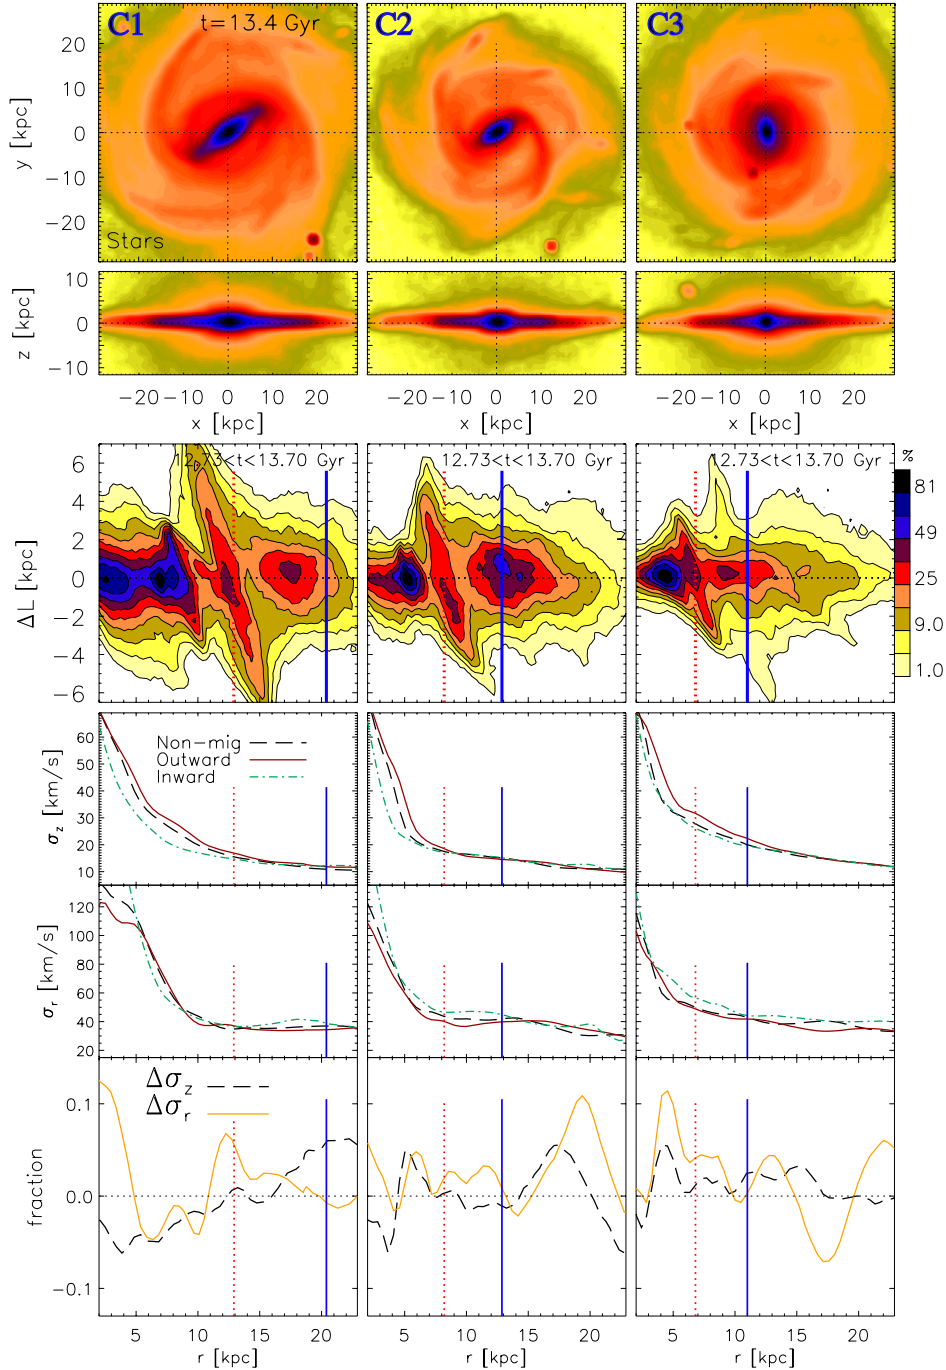 C1 t=13.4 Gyr C2 C3
20
10
0
−10
−20
y [kpc]
Stars
10
0
−10
z [kpc]
−20 −10 0 10 20 −20 −10 0 10 20 −20 −10 0 10 20
x [kpc] x [kpc] x [kpc]
12.73<t<13.70 Gyr 12.73<t<13.70 Gyr 12.73<t<13.70 Gyr
6
4
2
0
−2
−4
−6
ΔL [kpc]
%
81
49
25
9.0
1.0
60
50
40
30
20
10
σz [km/s]
Non−mig
Outward
Inward
140
120
100
80
60
40
20
σr [km/s]
Δσz
Δσr
0.1
0.0
−0.1
fraction
5 10 15 20 5 10 15 20 5 10 15 20
r [kpc] r [kpc] r [kpc]